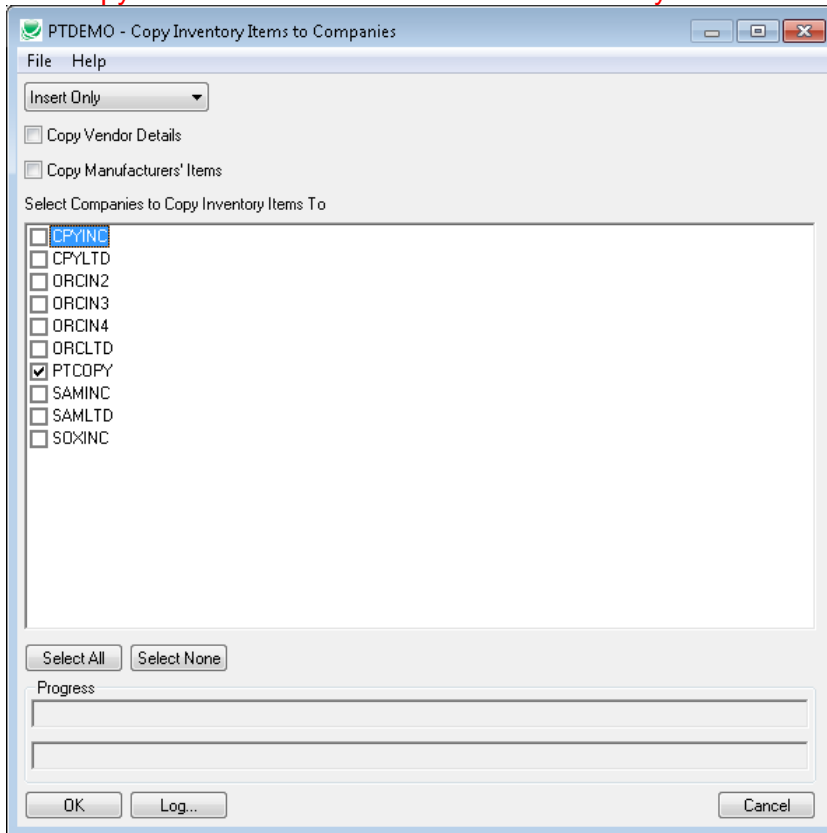 PTDEMO - Copy Inventory Items to Companies
File Help
Insert Only
Copy Vendor Details
Copy Manufacturers' Items
Select Companies to Copy Inventory Items To
CPYINC
CPYLTD
ORCIN2
ORCIN3
ORCIN4
ORCLTD
PTCOPY
SAMINC
SAMLTD
SOXINC
Select All Select None
Progress
OK Log... Cancel